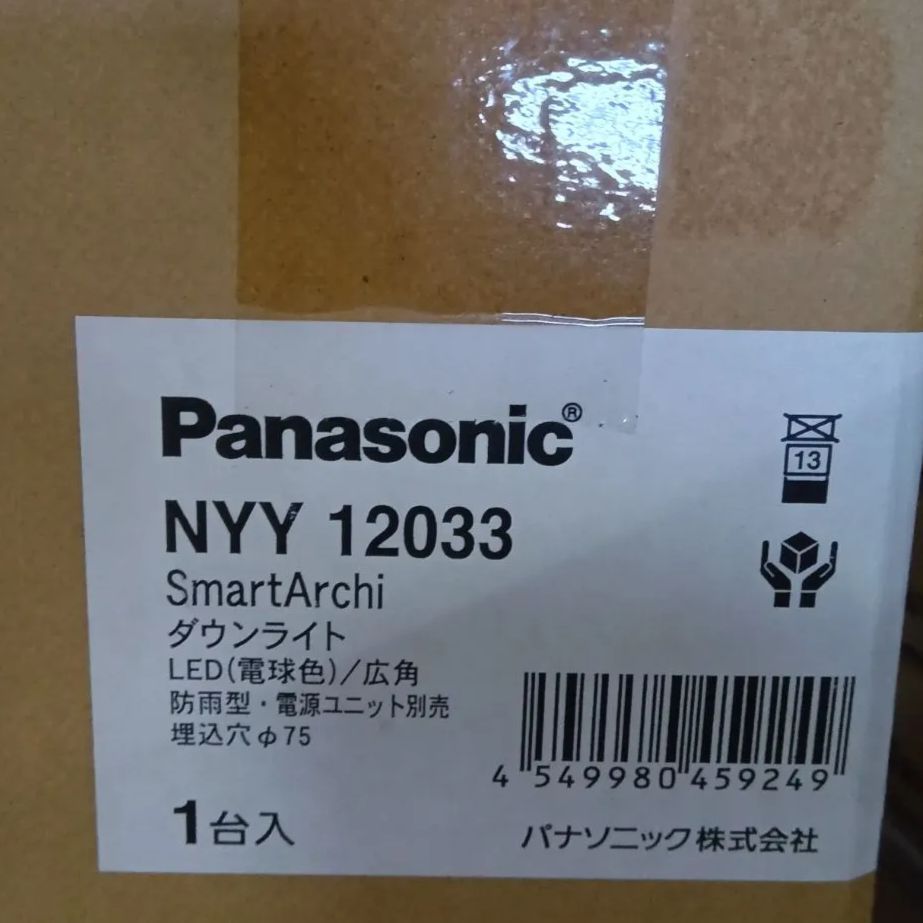 Panasonic®
NYY 12033
SmartArchi
ダウンライト
LED(電球色)/広角
防雨型・電源ユニット別売
埋込穴φ75
1台入
13
4 549980 459249
パナソニック株式会社